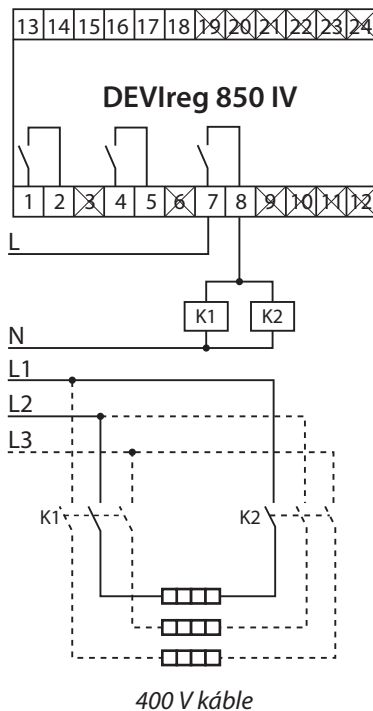 13 14 15 16 17 18 19 20 21 22 23 24
DEVIreg 850 IV
1 2 3 4 5 6 7 8 9 10 11 12
L
K1 K2
N
L1
L2
L3
K1 K2
400 V káble